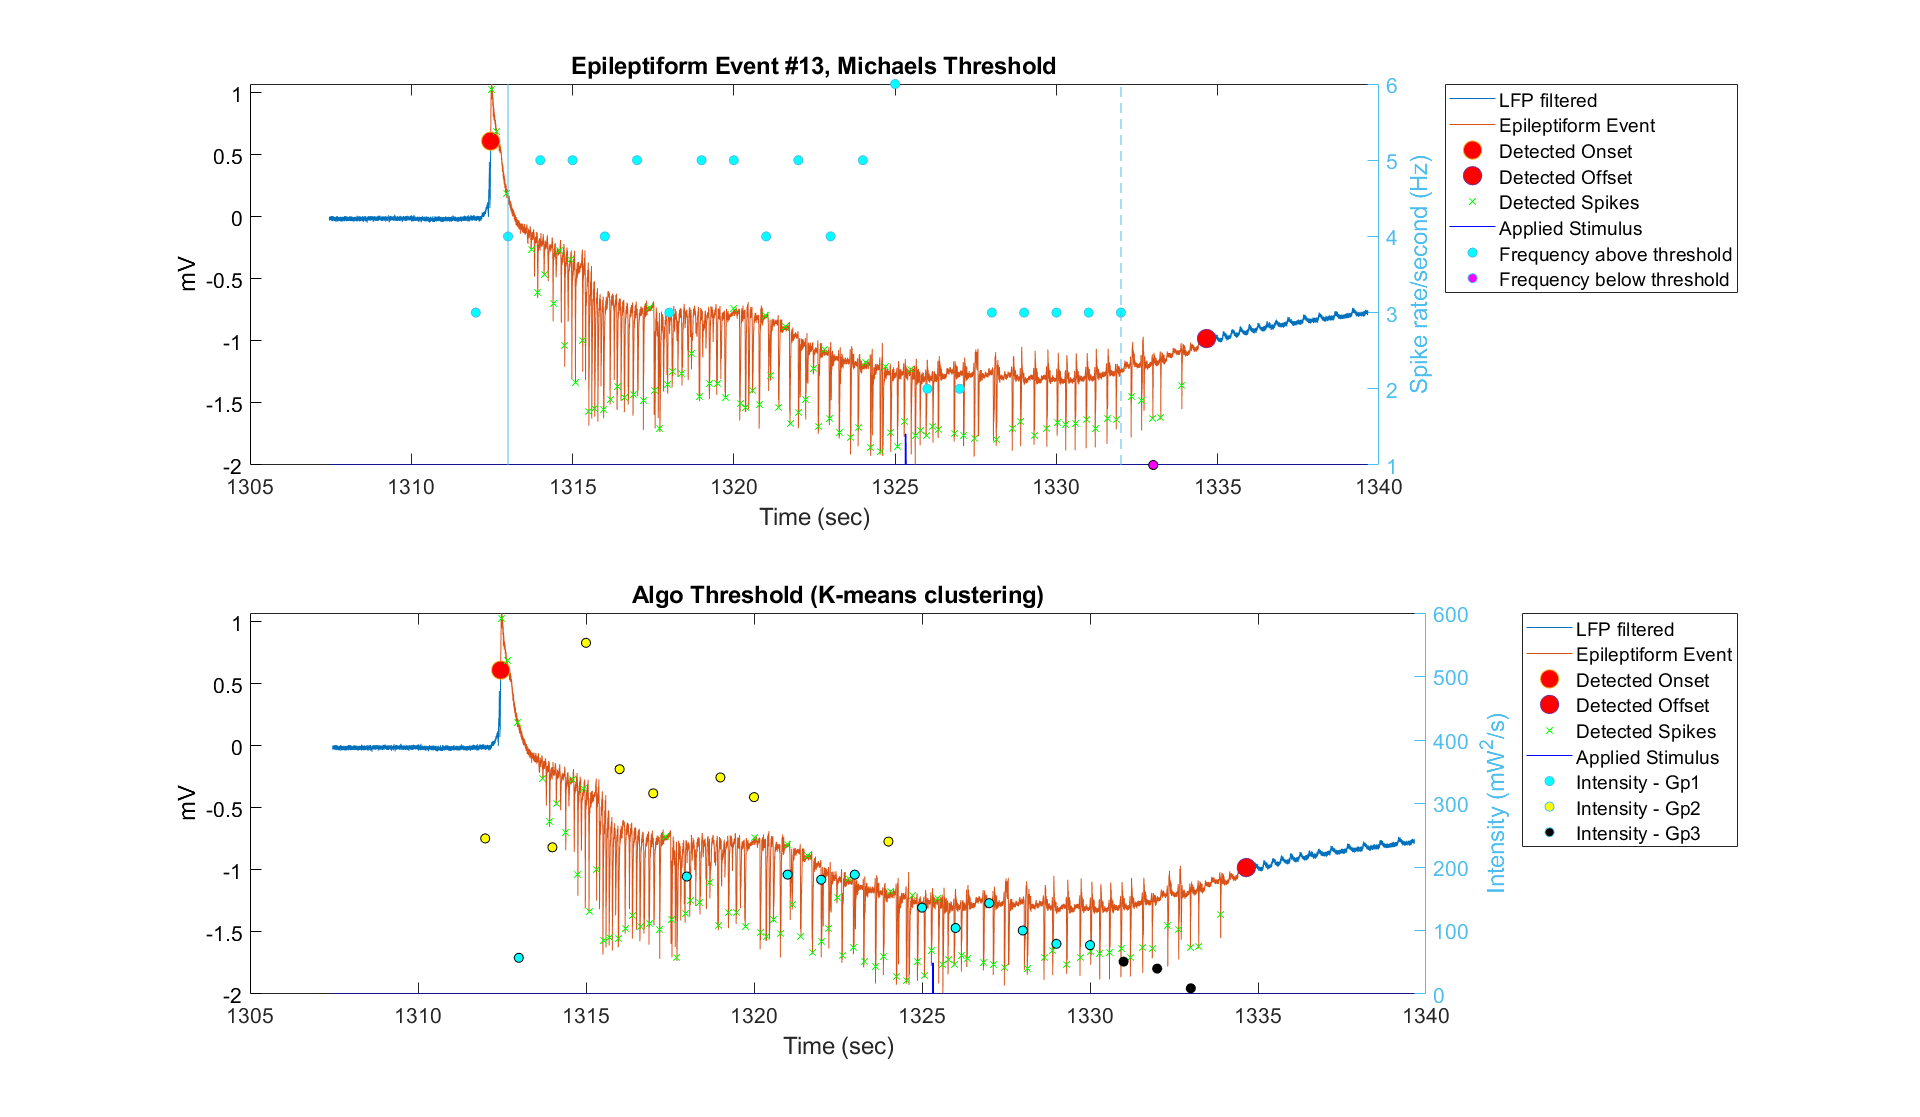 Epileptiform Event #13, Michaels Threshold
1
0.5
0
-0.5
-1
-1.5
-2
mV
1305
1310
1315
1320
1325
1330
1335
1340
Time (sec)
6
5
4
3
2
1
Spike rate/second (Hz)
LFP filtered
Epileptiform Event
Detected Onset
Detected Offset
Detected Spikes
Applied Stimulus
Frequency above threshold
Frequency below threshold
Algo Threshold (K-means clustering)
1
0.5
0
-0.5
-1
-1.5
-2
mV
1305
1310
1315
1320
1325
1330
1335
1340
Time (sec)
600
500
400
300
200
100
0
Intensity (mW²/s)
LFP filtered
Epileptiform Event
Detected Onset
Detected Offset
Detected Spikes
Applied Stimulus
Intensity - Gp1
Intensity - Gp2
Intensity - Gp3